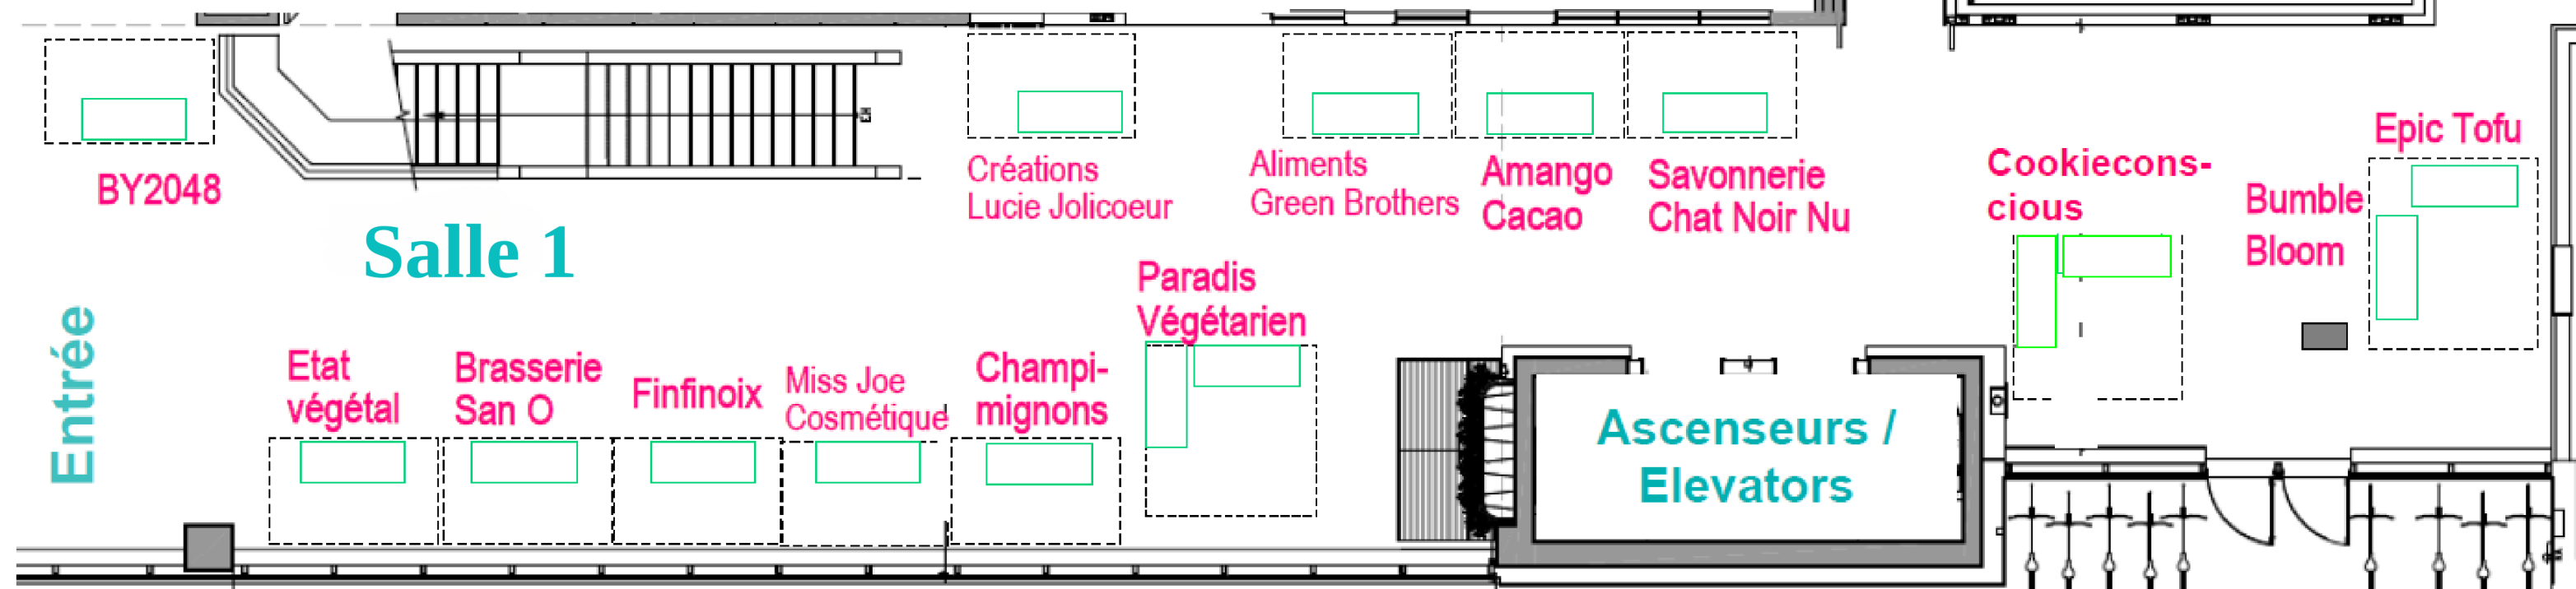 BY2048
Salle 1
Entrée
Créations
Lucie Jolicoeur
Aliments
Green Brothers
Amango
Cacao
Savonnerie
Chat Noir Nu
Cookiecons-
cious
Bumble
Bloom
Epic Tofu
Etat
végétal
Brasserie
San O
Finfinoix
Miss Joe
Cosmétique
Champi-
mignons
Paradis
Végétarien
Ascenseurs /
Elevators